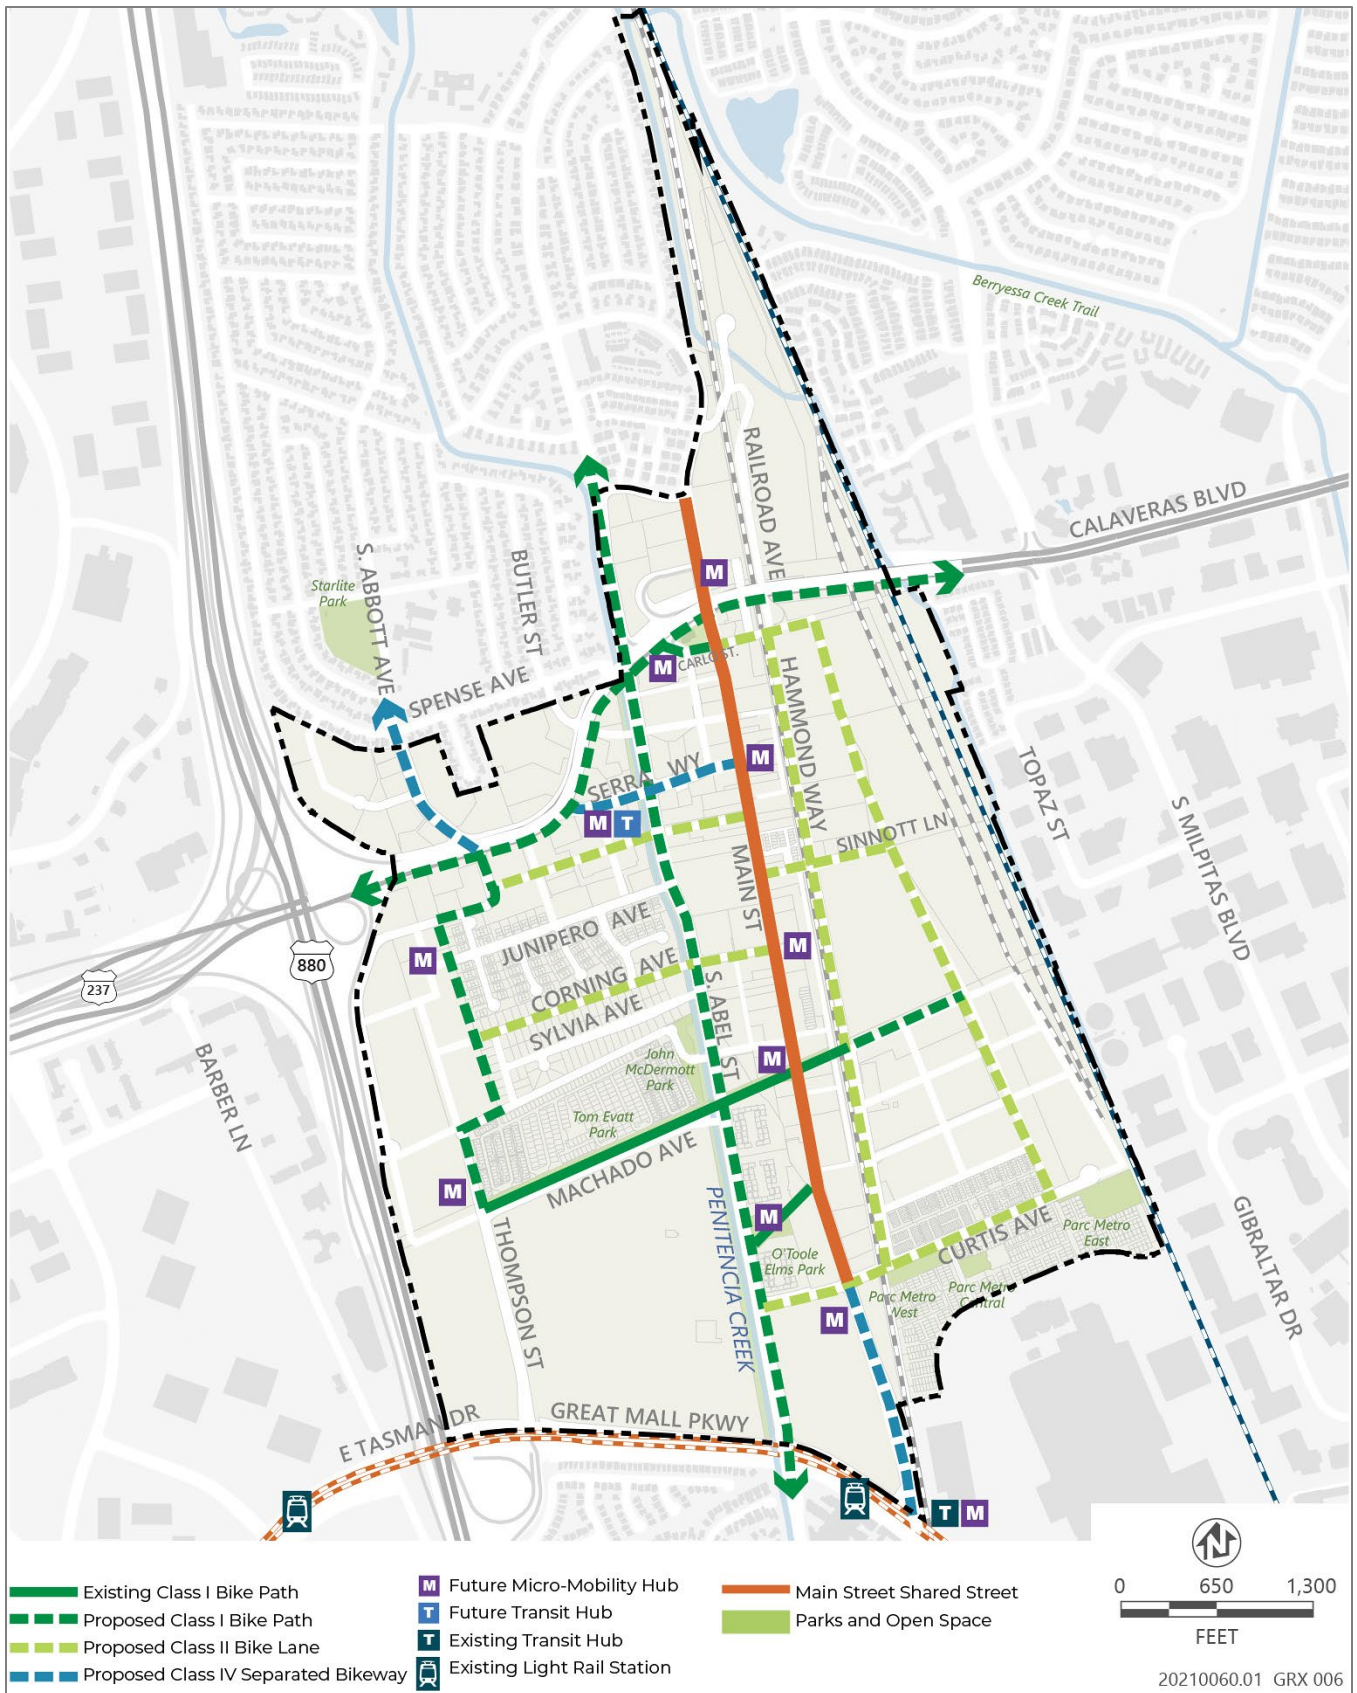 Berryessa Creek Trail
RAILROAD AVE
CALAVERAS BLVD
S. ABBOTT AVE
BUTLER ST
Starlite
Park
M
SPENSE AVE
M
CARLO ST.
HAMMOND WAY
SERRA WY
M
M
T
TOPAZ ST
S MILPITAS BLVD
SINNOTT LN
MAIN ST
JUNIPERO AVE
M
M
880
237
CORNING AVE
SYLVIA AVE
S. ABEL ST
BARBER LN
John
McDermott
Park
M
Tom Evatt
Park
MACHADO AVE
M
M
PENITENCIA CREEK
THOMPSON ST
O'Toole
Elms Park
CURTIS AVE
Parc Metro
East
Parc Metro
Central
Parc Metro
West
GIBRALTAR DR
M
E TASMAN DR
GREAT MALL PKWY
T
M
Existing Class I Bike Path
Proposed Class I Bike Path
Proposed Class II Bike Lane
Proposed Class IV Separated Bikeway
M Future Micro-Mobility Hub
T Future Transit Hub
T Existing Transit Hub
Existing Light Rail Station
Main Street Shared Street
Parks and Open Space
N
0 650 1,300
FEET
20210060.01 GRX 006